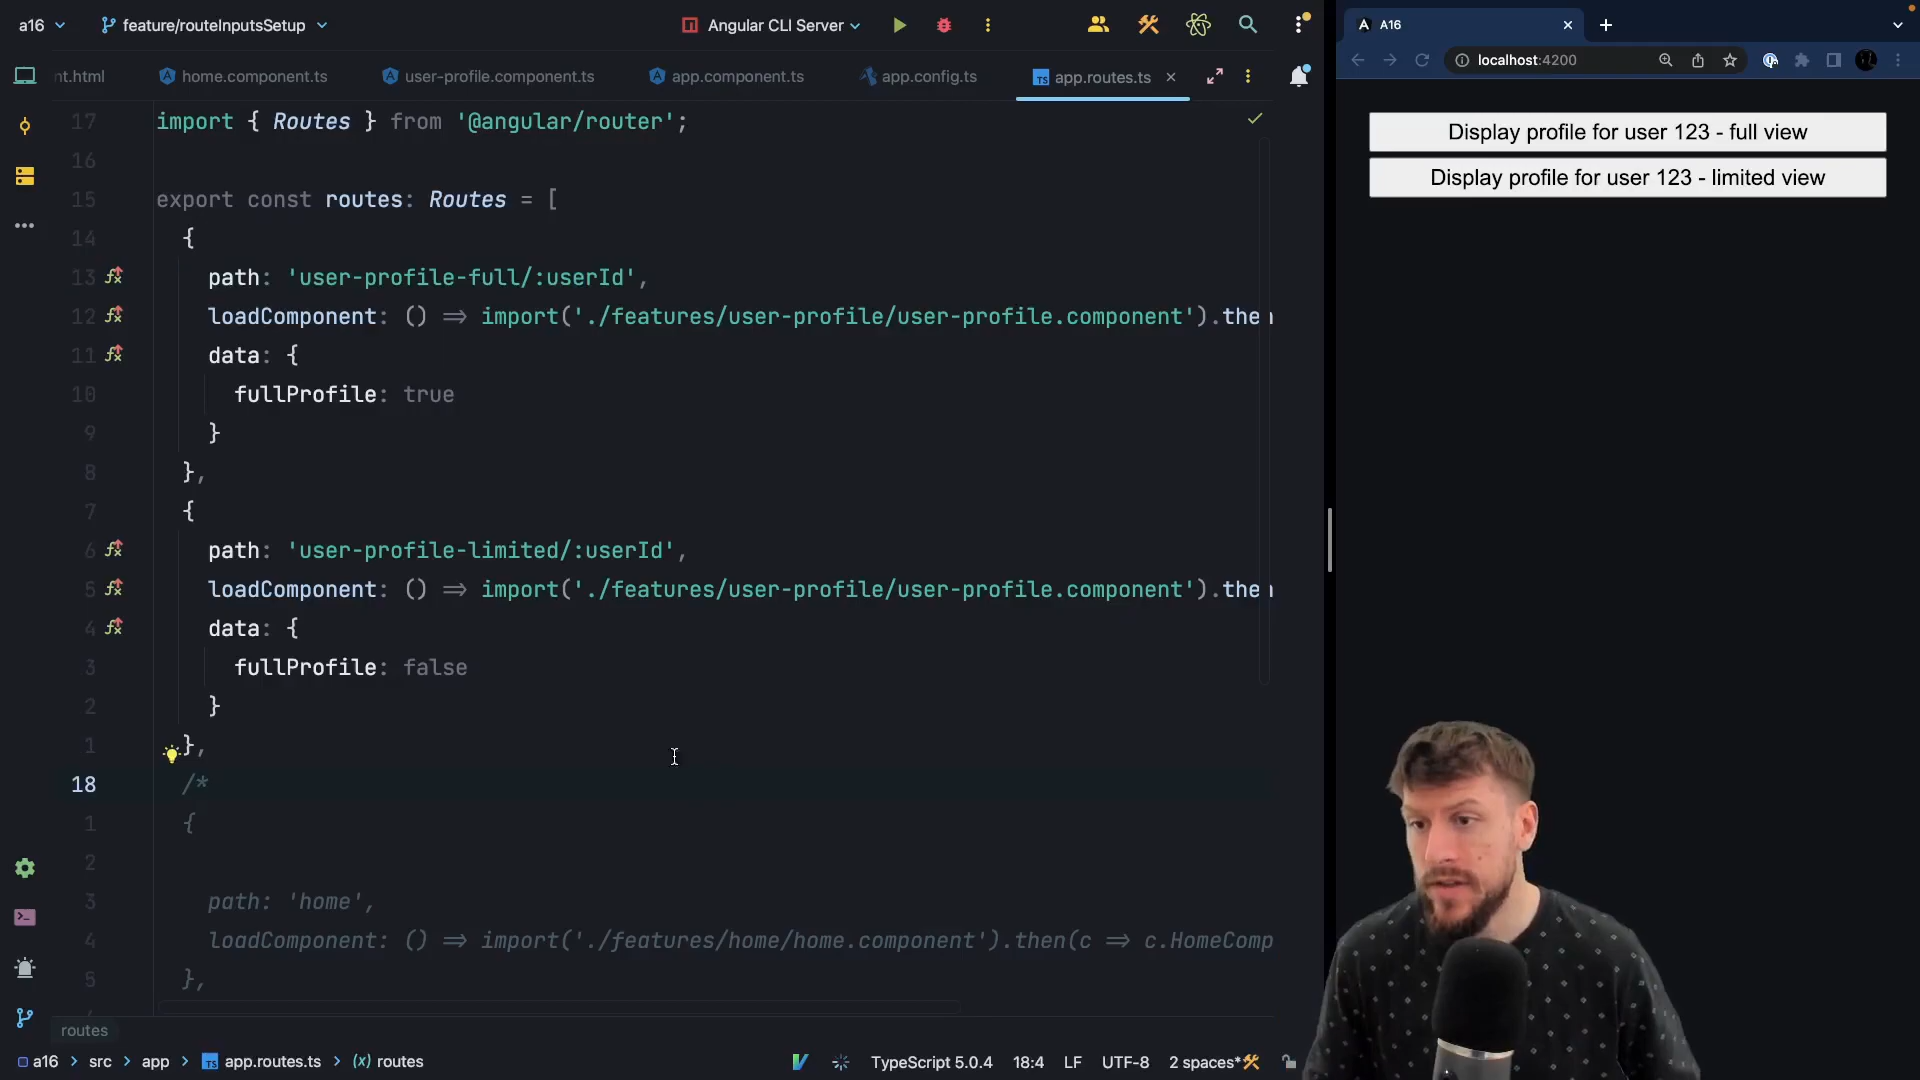 a16
feature/routeInputsSetup
Angular CLI Server
nt.html
home.component.ts
user-profile.component.ts
app.component.ts
app.config.ts
TS app.routes.ts
17 import { Routes } from '@angular/router';
16
15 export const routes: Routes = [
14 {
13 path: 'user-profile-full/:userId',
12 loadComponent: () => import('./features/user-profile/user-profile.component').then
11 data: {
10 fullProfile: true
9 }
8 },
7 {
6 path: 'user-profile-limited/:userId',
5 loadComponent: () => import('./features/user-profile/user-profile.component').then
4 data: {
3 fullProfile: false
2 }
1 },
18 /*
1 {
2
3 path: 'home',
4 loadComponent: () => import('./features/home/home.component').then(c => c.HomeComp
5 },
routes
a16 > src > app > TS app.routes.ts > (x) routes
TypeScript 5.0.4 18:4 LF UTF-8 2 spaces*
A16
localhost:4200
Display profile for user 123 - full view
Display profile for user 123 - limited view